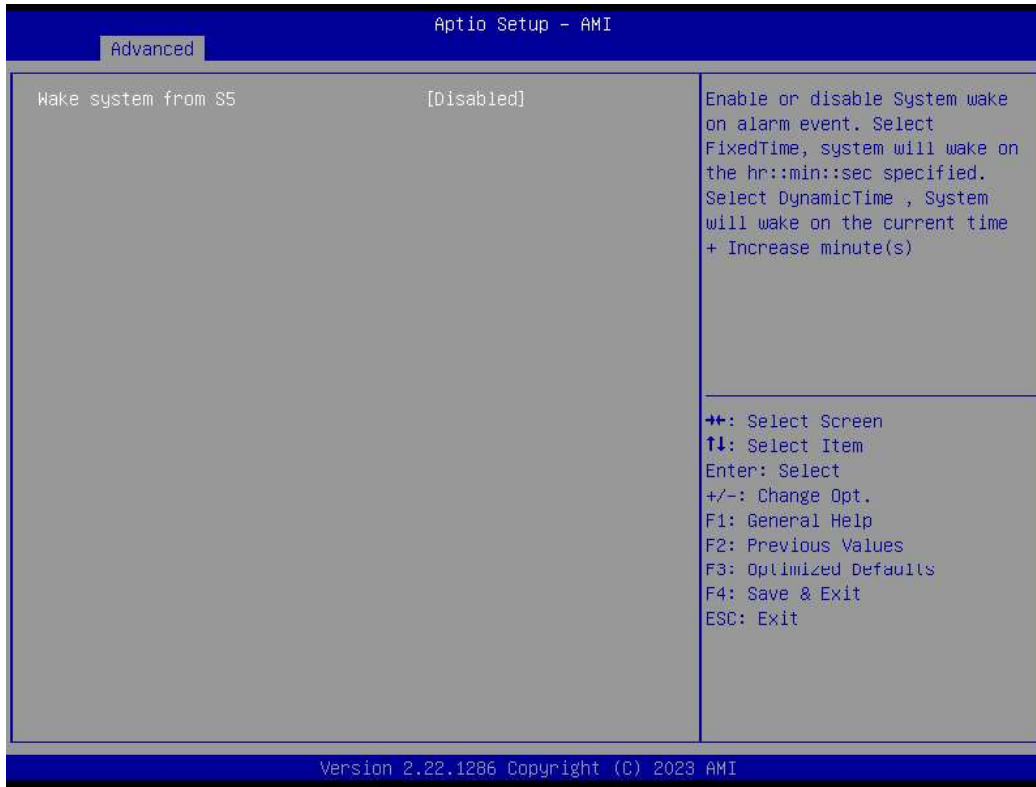 Aptio Setup – AMI
Advanced
Wake system from S5 [Disabled]
Enable or disable System wake
on alarm event. Select
FixedTime, system will wake on
the hr::min::sec specified.
Select DynamicTime , System
will wake on the current time
+ Increase minute(s)
→←: Select Screen
↑↓: Select Item
Enter: Select
+/-: Change Opt.
F1: General Help
F2: Previous Values
F3: Optimized Defaults
F4: Save & Exit
ESC: Exit
Version 2.22.1286 Copyright (C) 2023 AMI